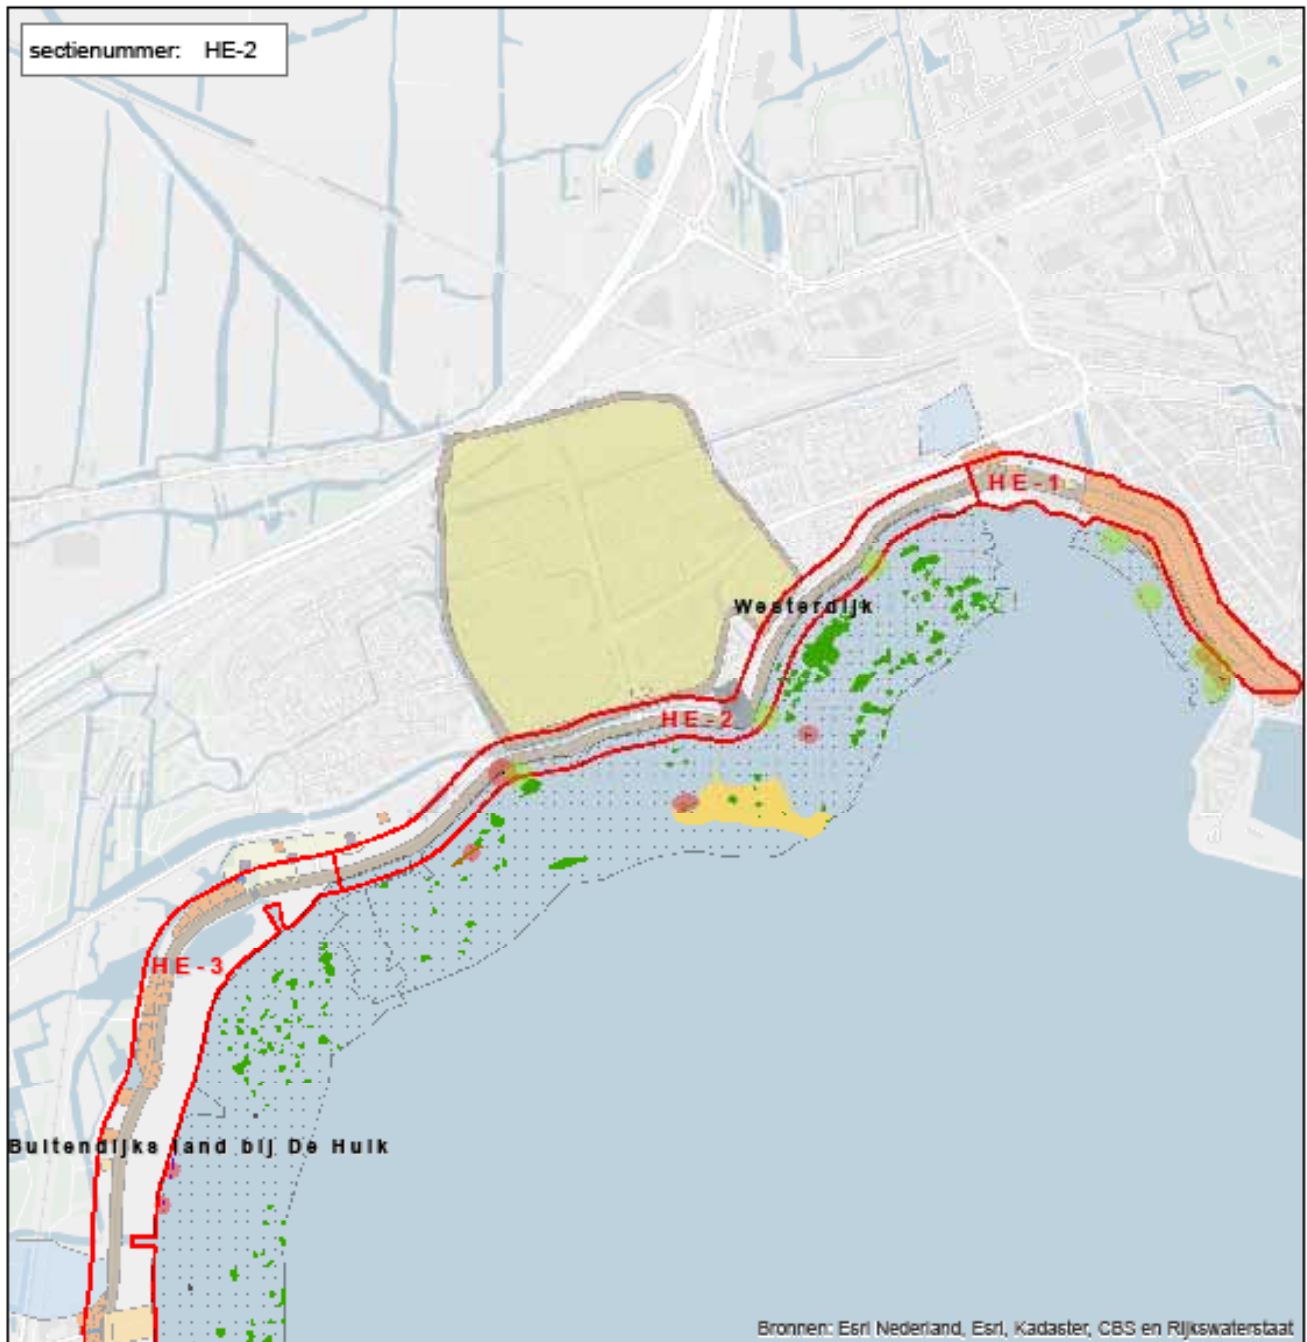 sectienummer: HE-2
HE-1
Westerdijk
HE-2
HE-3
Buitendijks land bij De Hulk
Bronnen: Esri Nederland, Esri, Kadaster, CBS en Rijkswaterstaat